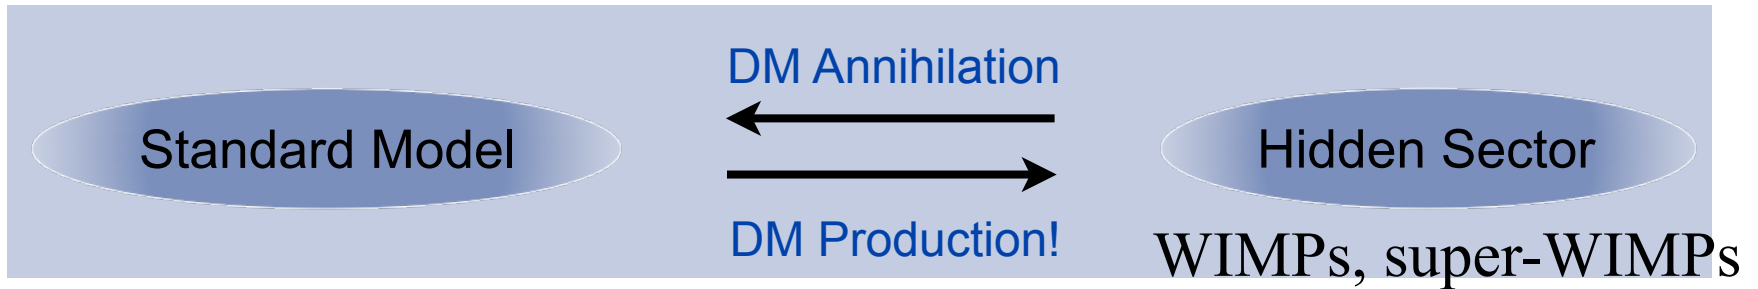 DM Annihilation
Standard Model
Hidden Sector
DM Production!
WIMPs, super-WIMPs